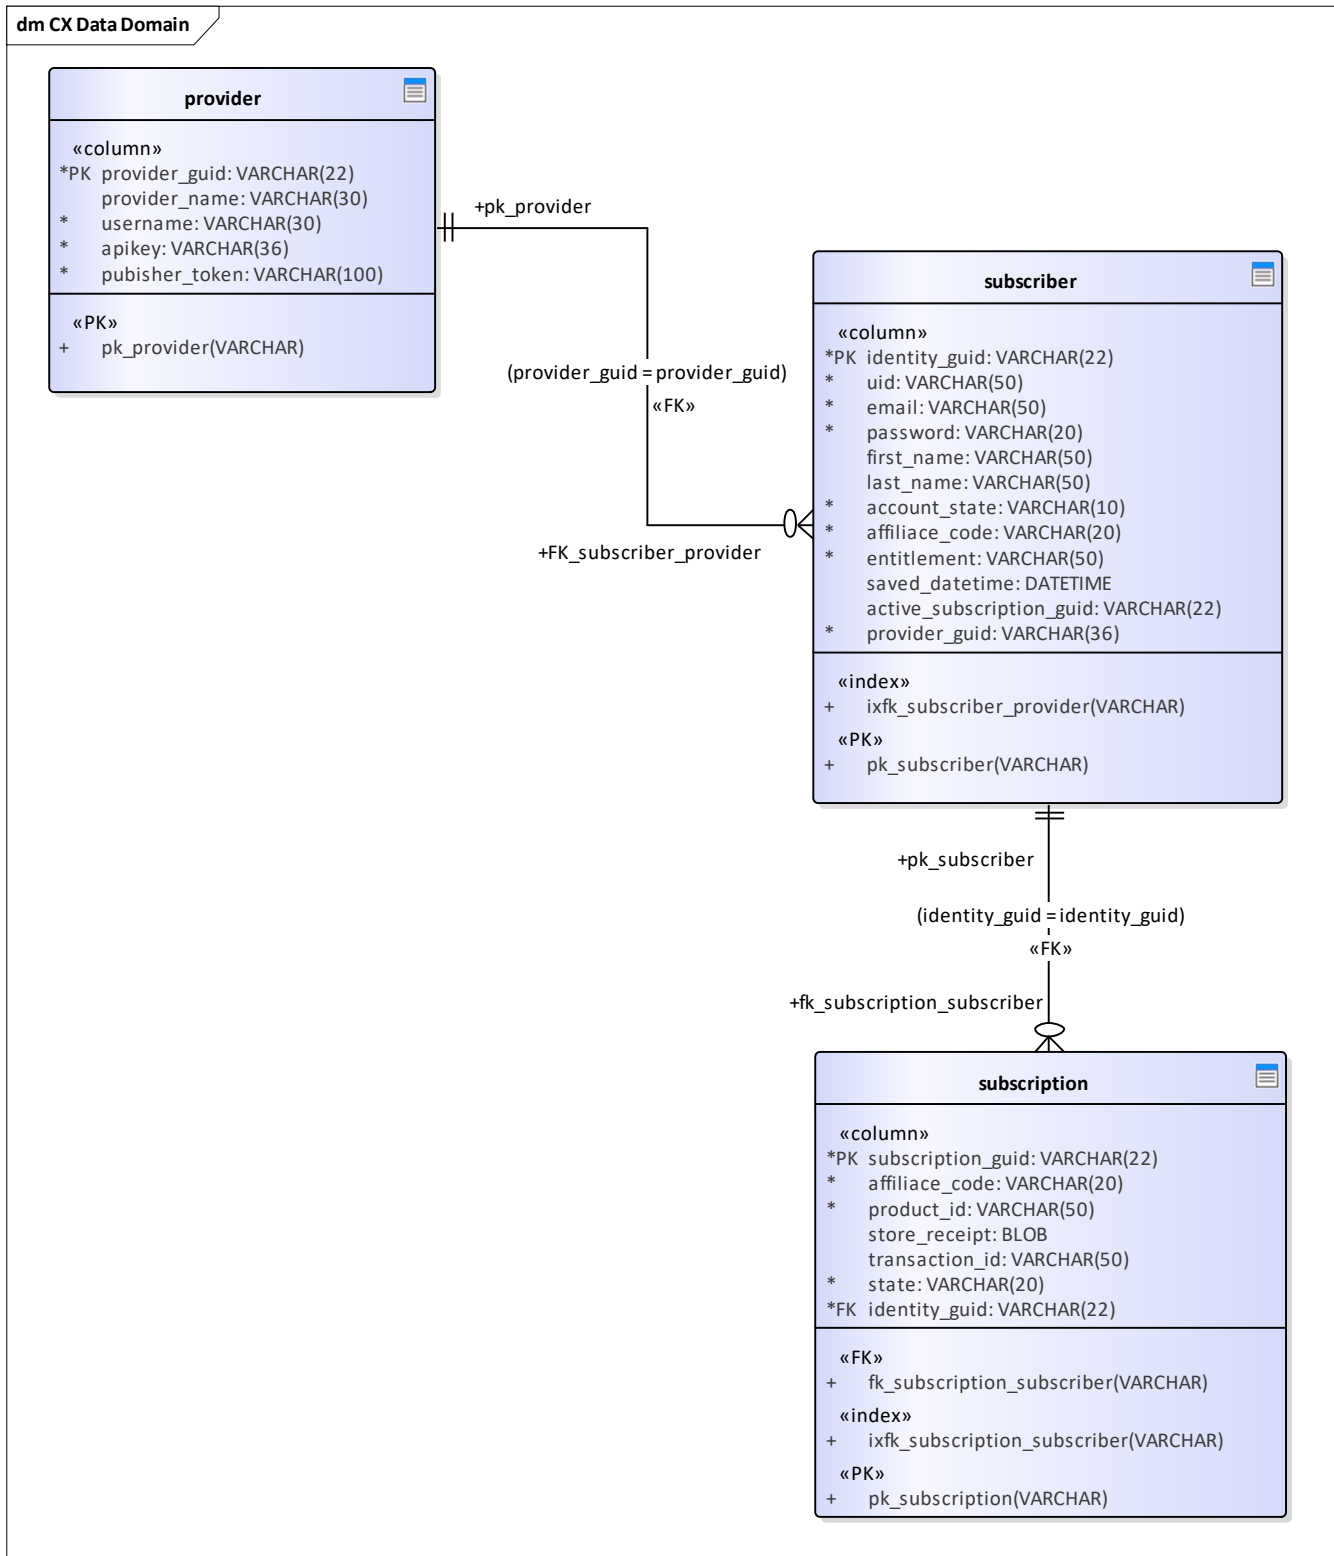 dm CX Data Domain
provider
«column»
*PK provider_guid: VARCHAR(22)
provider_name: VARCHAR(30)
* username: VARCHAR(30)
* apikey: VARCHAR(36)
* pubisher_token: VARCHAR(100)
«PK»
+ pk_provider(VARCHAR)
+pk_provider
(provider_guid = provider_guid)
«FK»
+FK_subscriber_provider
subscriber
«column»
*PK identity_guid: VARCHAR(22)
* uid: VARCHAR(50)
* email: VARCHAR(50)
* password: VARCHAR(20)
first_name: VARCHAR(50)
last_name: VARCHAR(50)
* account_state: VARCHAR(10)
* affiliace_code: VARCHAR(20)
* entitlement: VARCHAR(50)
saved_datetime: DATETIME
active_subscription_guid: VARCHAR(22)
* provider_guid: VARCHAR(36)
«index»
+ ixfk_subscriber_provider(VARCHAR)
«PK»
+ pk_subscriber(VARCHAR)
+pk_subscriber
(identity_guid = identity_guid)
«FK»
+fk_subscription_subscriber
subscription
«column»
*PK subscription_guid: VARCHAR(22)
* affiliace_code: VARCHAR(20)
* product_id: VARCHAR(50)
store_receipt: BLOB
transaction_id: VARCHAR(50)
* state: VARCHAR(20)
*FK identity_guid: VARCHAR(22)
«FK»
+ fk_subscription_subscriber(VARCHAR)
«index»
+ ixfk_subscription_subscriber(VARCHAR)
«PK»
+ pk_subscription(VARCHAR)